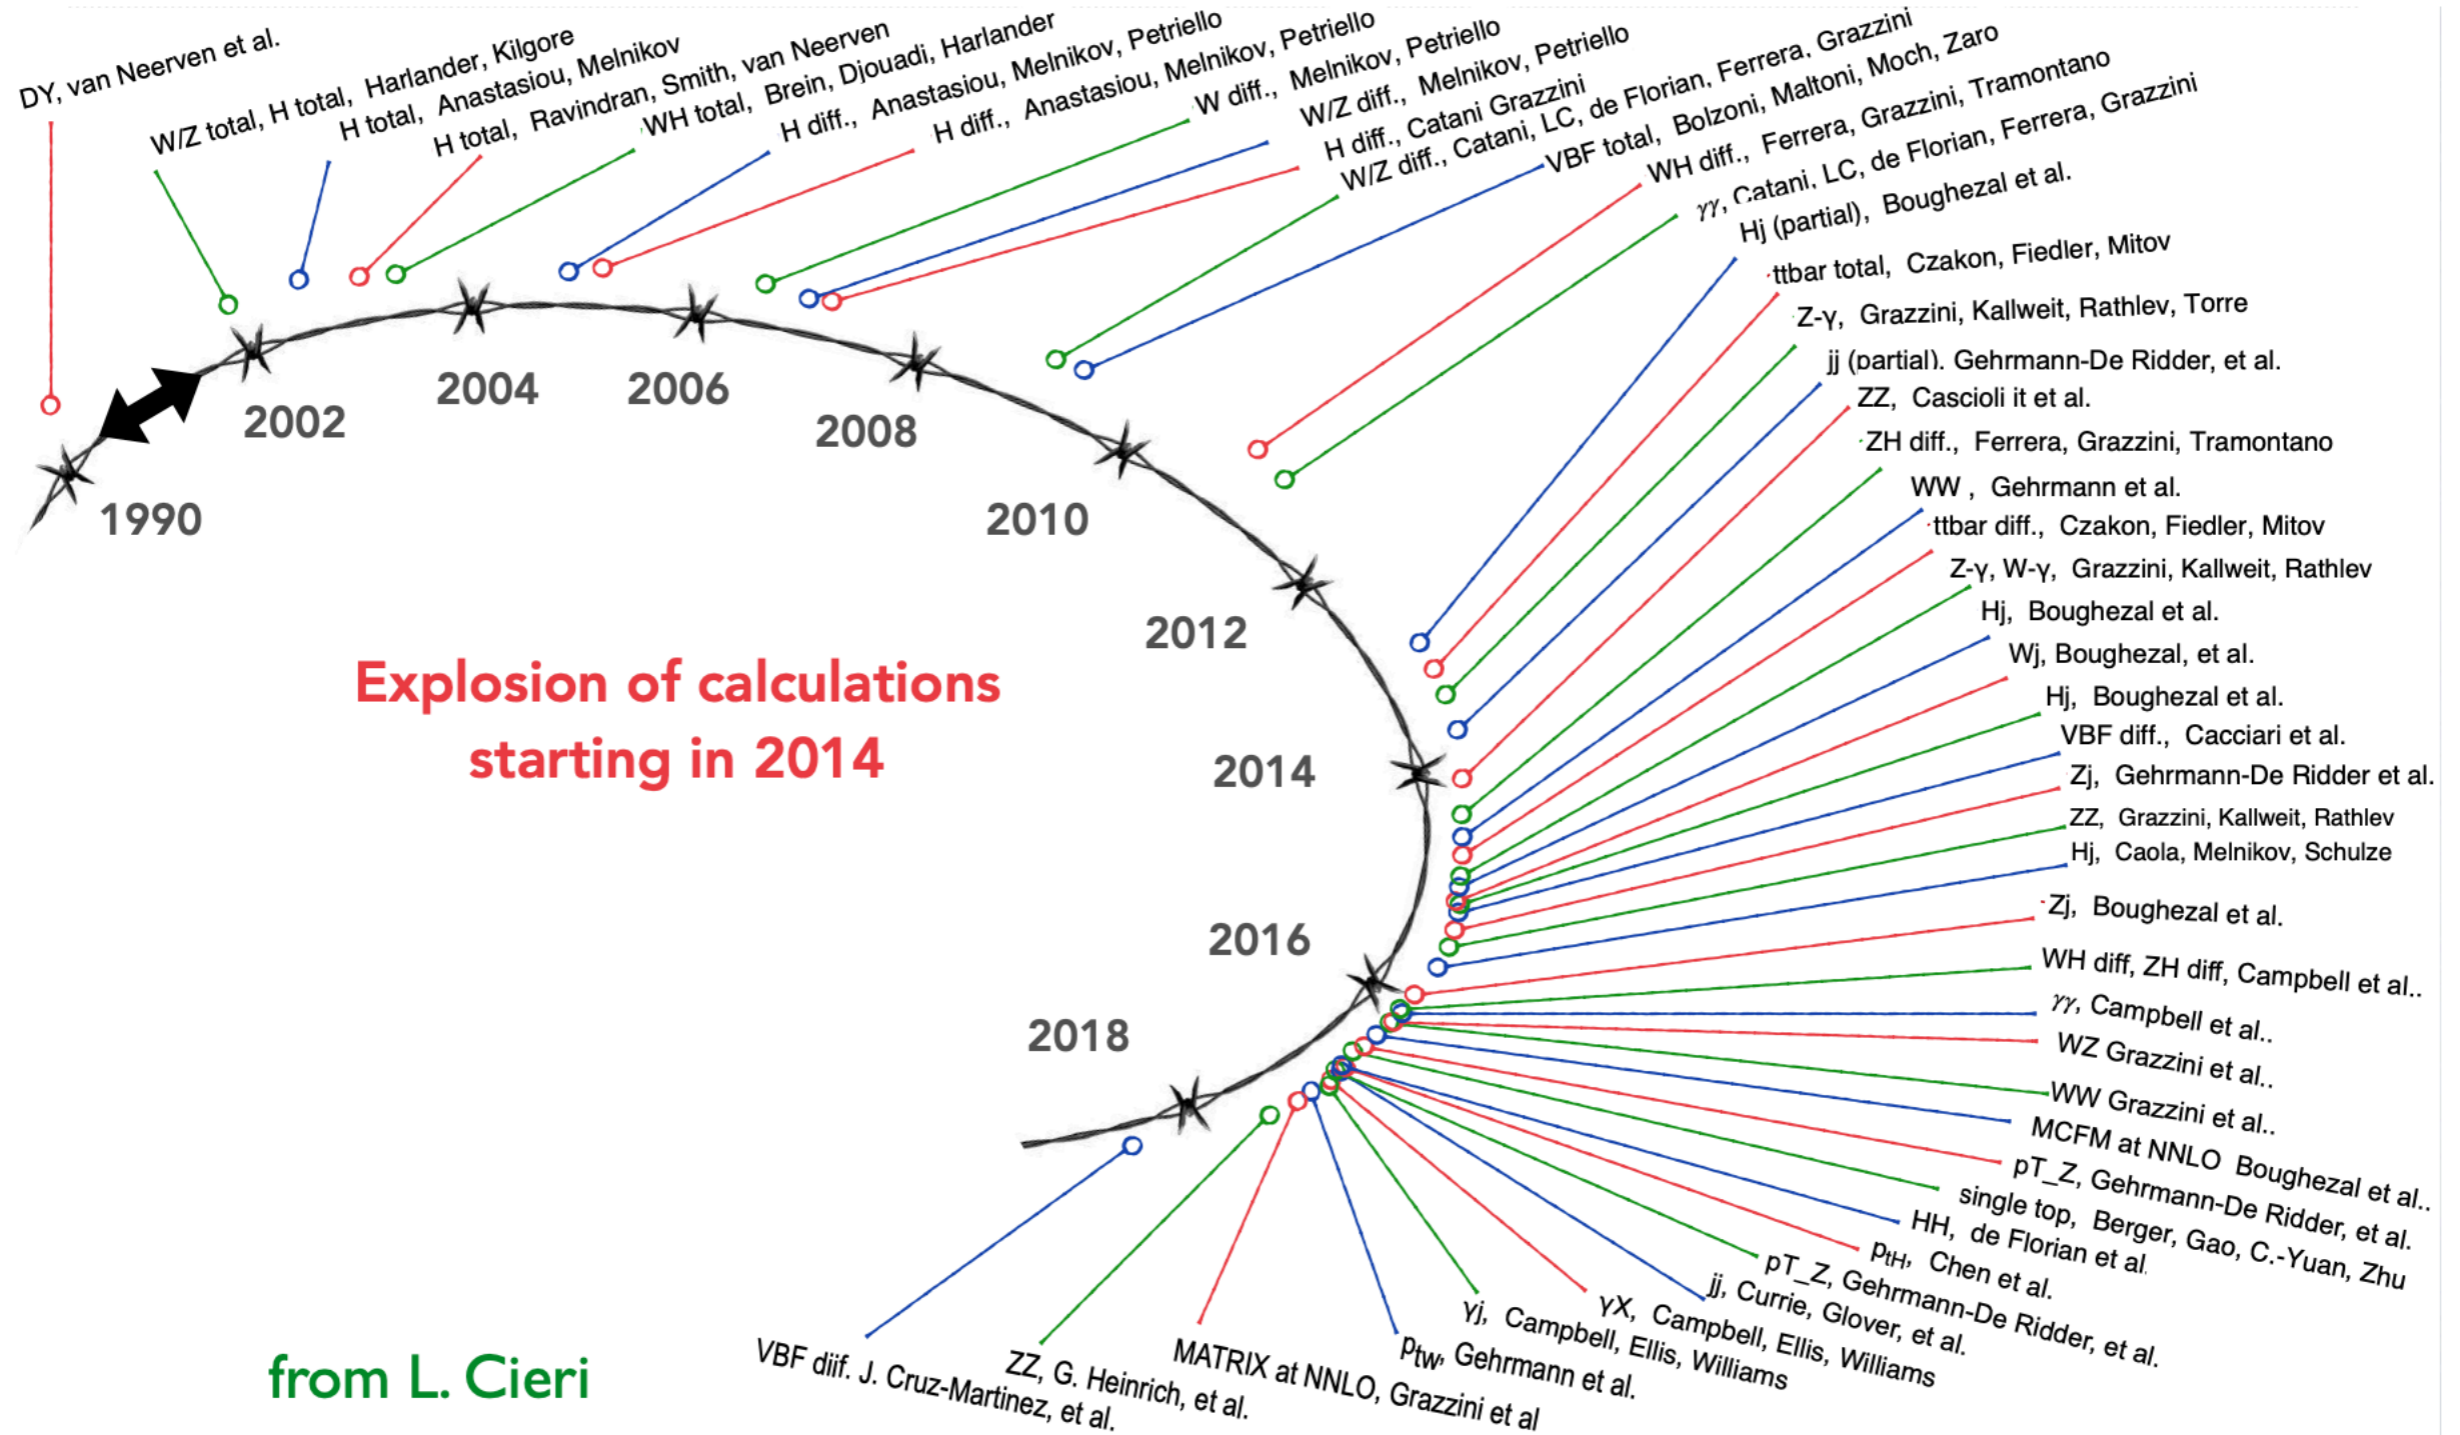 DY, van Neerven et al.
W/Z total, H total, Harlander, Kilgore
H total, Anastasiou, Melnikov
H total, Ravindran, Smith, van Neerven
WH total, Brein, Djouadi, Harlander
H diff., Anastasiou, Melnikov, Petriello
H diff., Anastasiou, Melnikov, Petriello
W diff., Melnikov, Petriello
W/Z diff., Melnikov, Petriello
H diff., Catani Grazzini
W/Z diff., Catani, LC, de Florian, Ferrera, Grazzini
VBF total, Bolzoni, Maltoni, Moch, Zaro
WH diff., Ferrera, Grazzini, Tramontano
γγ, Catani, LC, de Florian, Ferrera, Grazzini
Hj (partial), Boughezal et al.
ttbar total, Czakon, Fiedler, Mitov
Z-γ, Grazzini, Kallweit, Rathlev, Torre
jj (partial). Gehrmann-De Ridder, et al.
ZZ, Cascioli it et al.
ZH diff., Ferrera, Grazzini, Tramontano
WW , Gehrmann et al.
ttbar diff., Czakon, Fiedler, Mitov
Z-γ, W-γ, Grazzini, Kallweit, Rathlev
Hj, Boughezal et al.
Wj, Boughezal, et al.
Hj, Boughezal et al.
VBF diff., Cacciari et al.
Zj, Gehrmann-De Ridder et al.
ZZ, Grazzini, Kallweit, Rathlev
Hj, Caola, Melnikov, Schulze
Zj, Boughezal et al.
WH diff, ZH diff, Campbell et al..
γγ, Campbell et al..
WZ Grazzini et al..
WW Grazzini et al..
MCFM at NNLO Boughezal et al..
pT_Z, Gehrmann-De Ridder, et al.
single top, Berger, Gao, C.-Yuan, Zhu
HH, de Florian et al.
ptH, Chen et al.
pT_Z, Gehrmann-De Ridder, et al.
jj, Currie, Glover, et al.
γX, Campbell, Ellis, Williams
γj, Campbell, Ellis, Williams
ptW, Gehrmann et al.
MATRIX at NNLO, Grazzini et al
ZZ, G. Heinrich, et al.
VBF diif. J. Cruz-Martinez, et al.
1990
2002
2004
2006
2008
2010
2012
2014
2016
2018
Explosion of calculations
starting in 2014
from L. Cieri